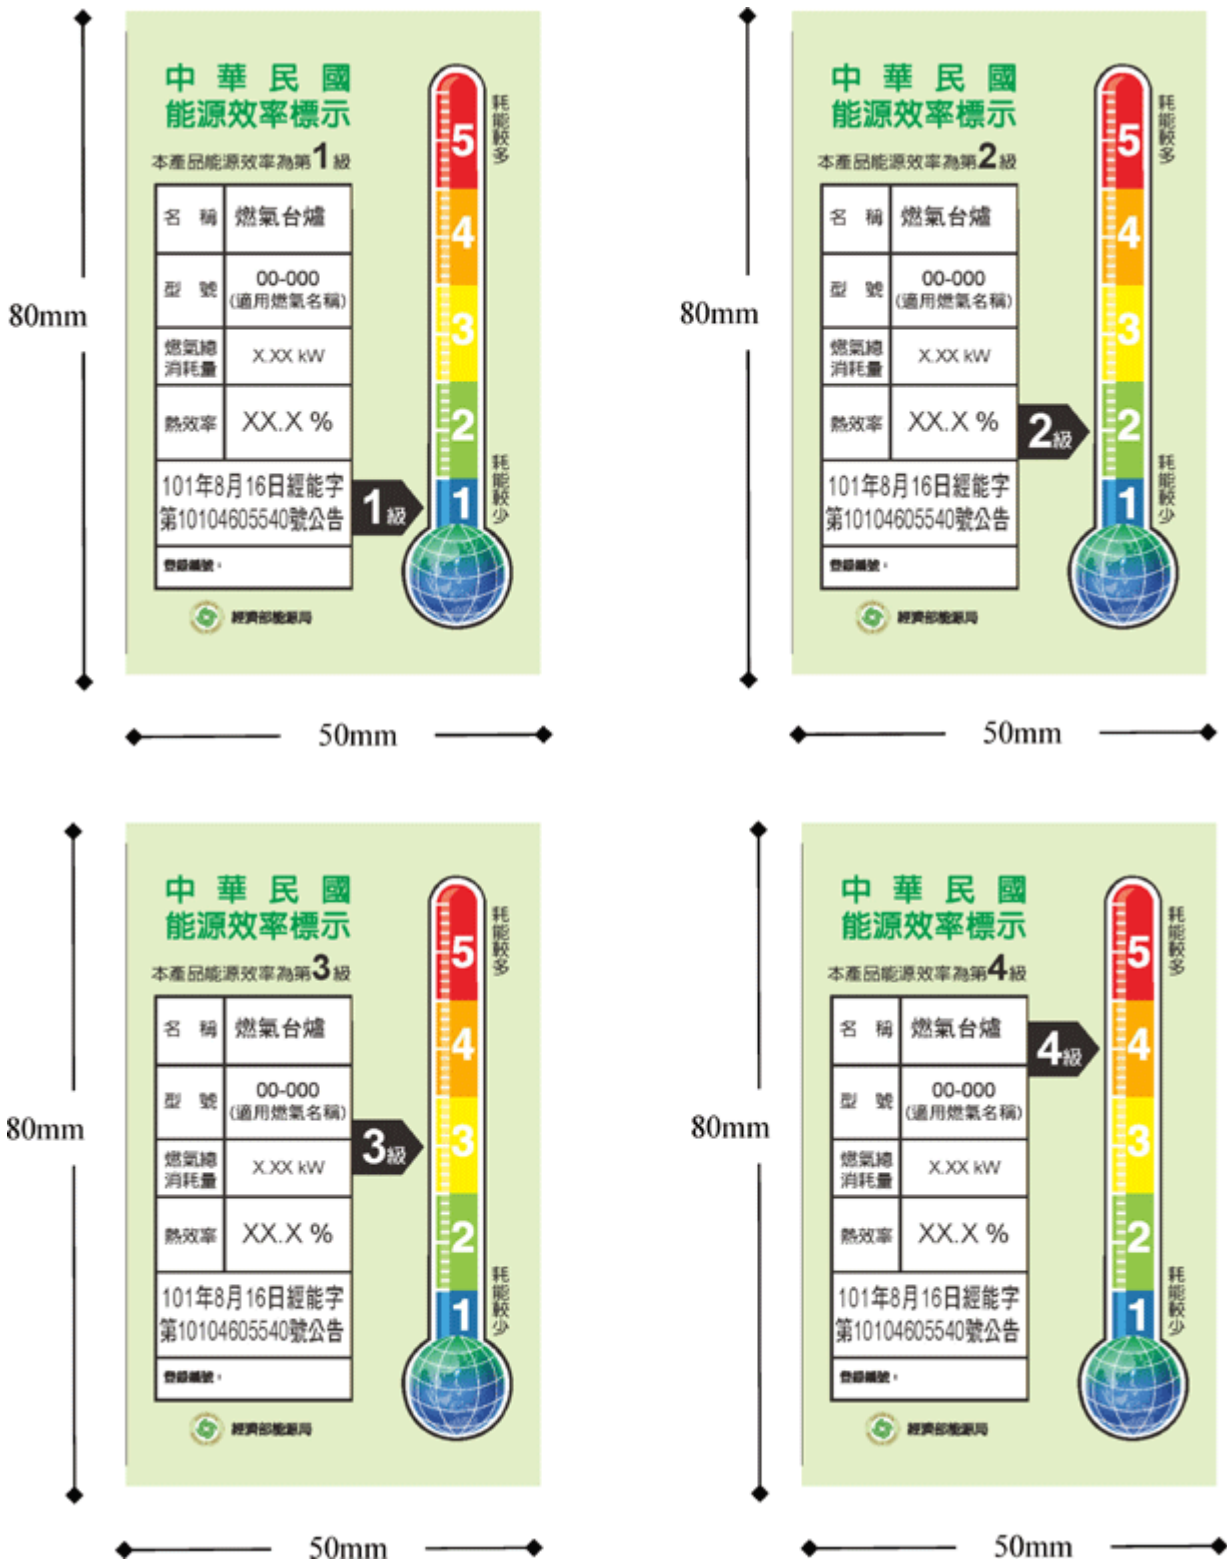 中華民國
能源效率標示
本產品能源效率為第1級
名稱 燃氣台爐
型號 00-000
(適用燃氣名稱)
燃氣總消耗量 X.XX kW
熱效率 XX.X %
101年8月16日經能字
第10104605540號公告
登錄編號：
經濟部能源局
1級
耗能較多
5
4
3
2
1
耗能較少
80mm
50mm
中華民國
能源效率標示
本產品能源效率為第2級
名稱 燃氣台爐
型號 00-000
(適用燃氣名稱)
燃氣總消耗量 X.XX kW
熱效率 XX.X %
101年8月16日經能字
第10104605540號公告
登錄編號：
經濟部能源局
2級
耗能較多
5
4
3
2
1
耗能較少
80mm
50mm
中華民國
能源效率標示
本產品能源效率為第3級
名稱 燃氣台爐
型號 00-000
(適用燃氣名稱)
燃氣總消耗量 X.XX kW
熱效率 XX.X %
101年8月16日經能字
第10104605540號公告
登錄編號：
經濟部能源局
3級
耗能較多
5
4
3
2
1
耗能較少
80mm
50mm
中華民國
能源效率標示
本產品能源效率為第4級
名稱 燃氣台爐
型號 00-000
(適用燃氣名稱)
燃氣總消耗量 X.XX kW
熱效率 XX.X %
101年8月16日經能字
第10104605540號公告
登錄編號：
經濟部能源局
4級
耗能較多
5
4
3
2
1
耗能較少
80mm
50mm